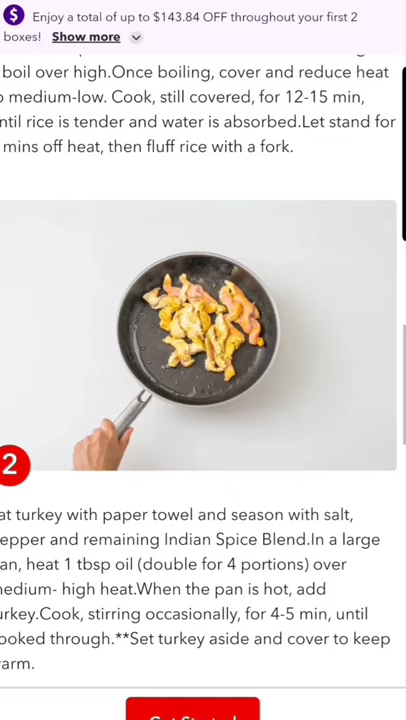 $
Enjoy a total of up to $143.84 OFF throughout your first 2
boxes! Show more
boil over high.Once boiling, cover and reduce heat
o medium-low. Cook, still covered, for 12-15 min,
ntil rice is tender and water is absorbed.Let stand for
mins off heat, then fluff rice with a fork.
2
at turkey with paper towel and season with salt,
epper and remaining Indian Spice Blend.In a large
an, heat 1 tbsp oil (double for 4 portions) over
nedium- high heat.When the pan is hot, add
urkey.Cook, stirring occasionally, for 4-5 min, until
ooked through.**Set turkey aside and cover to keep
arm.